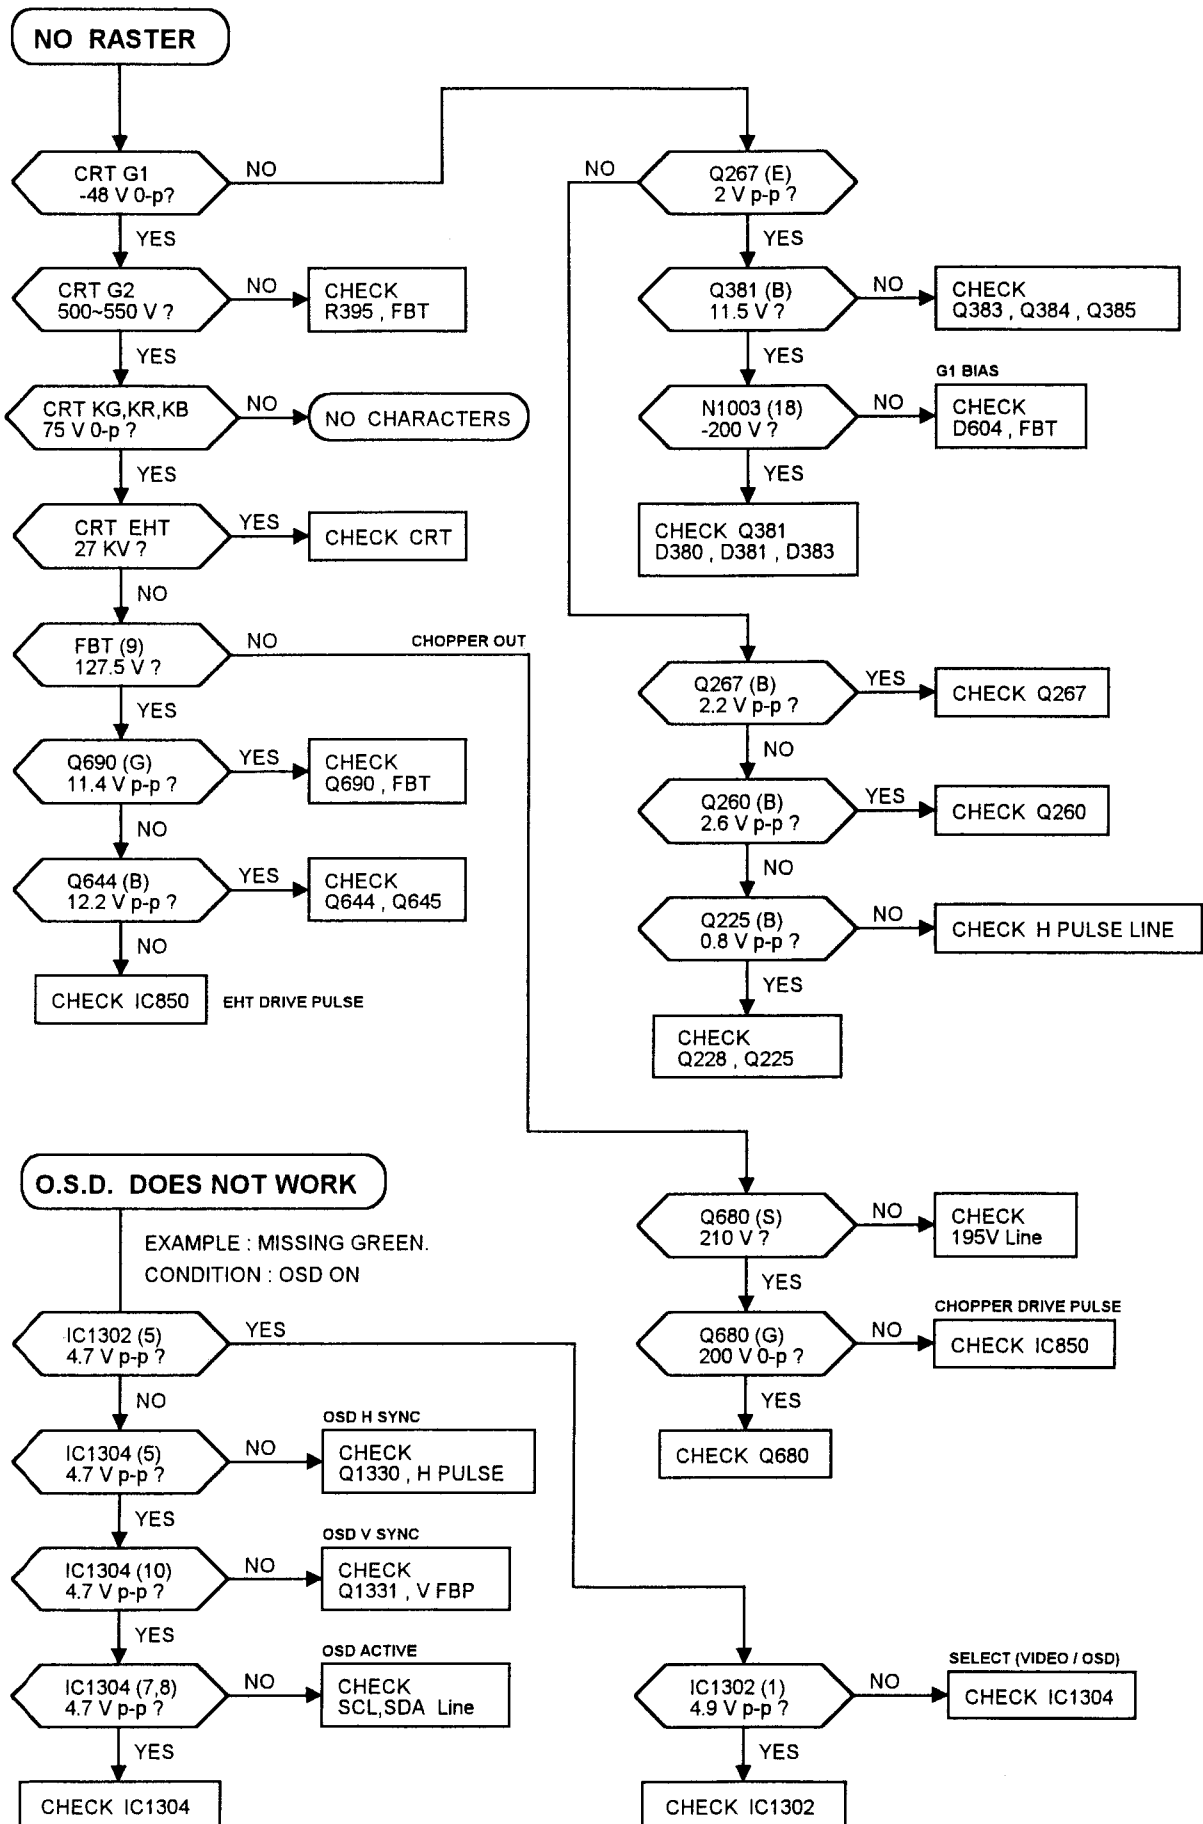 NO RASTER
CRT G1
-48 V 0-p?
NO
YES
CRT G2
500~550 V ?
NO
CHECK
R395 , FBT
YES
CRT KG,KR,KB
75 V 0-p ?
NO
NO CHARACTERS
YES
CRT EHT
27 KV ?
YES
CHECK CRT
NO
FBT (9)
127.5 V ?
NO
CHOPPER OUT
YES
Q690 (G)
11.4 V p-p ?
YES
CHECK
Q690 , FBT
NO
Q644 (B)
12.2 V p-p ?
YES
CHECK
Q644 , Q645
NO
CHECK IC850
EHT DRIVE PULSE
NO
Q267 (E)
2 V p-p ?
YES
Q381 (B)
11.5 V ?
NO
CHECK
Q383 , Q384 , Q385
YES
G1 BIAS
N1003 (18)
-200 V ?
NO
CHECK
D604 , FBT
YES
CHECK Q381
D380 , D381 , D383
Q267 (B)
2.2 V p-p ?
YES
CHECK Q267
NO
Q260 (B)
2.6 V p-p ?
YES
CHECK Q260
NO
Q225 (B)
0.8 V p-p ?
NO
CHECK H PULSE LINE
YES
CHECK
Q228 , Q225
Q680 (S)
210 V ?
NO
CHECK
195V Line
YES
CHOPPER DRIVE PULSE
Q680 (G)
200 V 0-p ?
NO
CHECK IC850
YES
CHECK Q680
O.S.D. DOES NOT WORK
EXAMPLE : MISSING GREEN.
CONDITION : OSD ON
IC1302 (5)
4.7 V p-p ?
YES
NO
OSD H SYNC
IC1304 (5)
4.7 V p-p ?
NO
CHECK
Q1330 , H PULSE
YES
OSD V SYNC
IC1304 (10)
4.7 V p-p ?
NO
CHECK
Q1331 , V FBP
YES
OSD ACTIVE
IC1304 (7,8)
4.7 V p-p ?
NO
CHECK
SCL,SDA Line
YES
CHECK IC1304
SELECT (VIDEO / OSD)
IC1302 (1)
4.9 V p-p ?
NO
CHECK IC1304
YES
CHECK IC1302